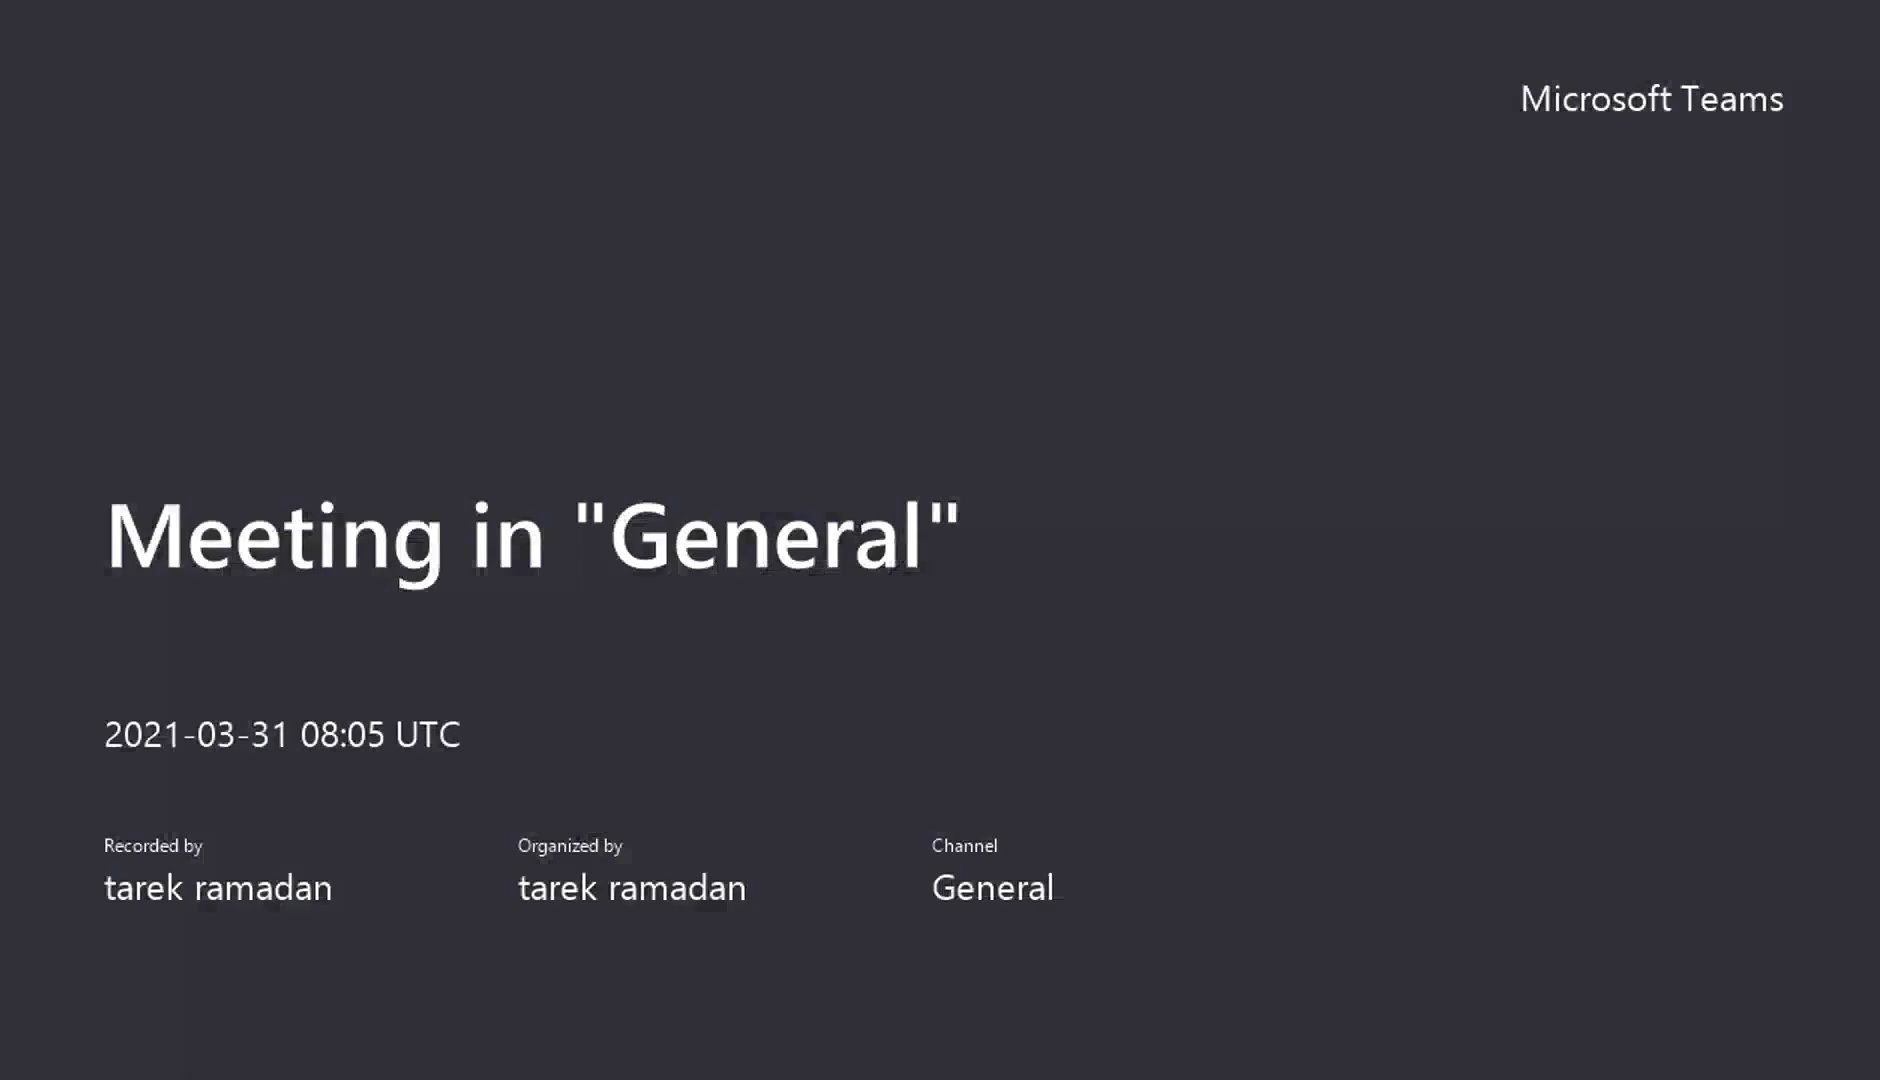 Microsoft Teams
Meeting in "General"
2021-03-31 08:05 UTC
Recorded by
tarek ramadan
Organized by
tarek ramadan
Channel
General